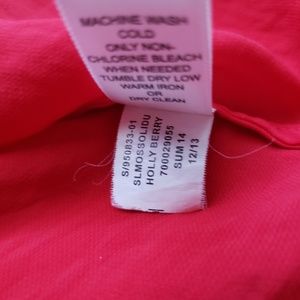 MACHINE WASH
COLD
ONLY NON-
CHLORINE BLEACH
WHEN NEEDED
TUMBLE DRY LOW
WARM IRON
OR
DRY CLEAN
S/950833-01
SLMOSSOLIDU
HOLLY BERRY
700029055
SUM 14
12/13